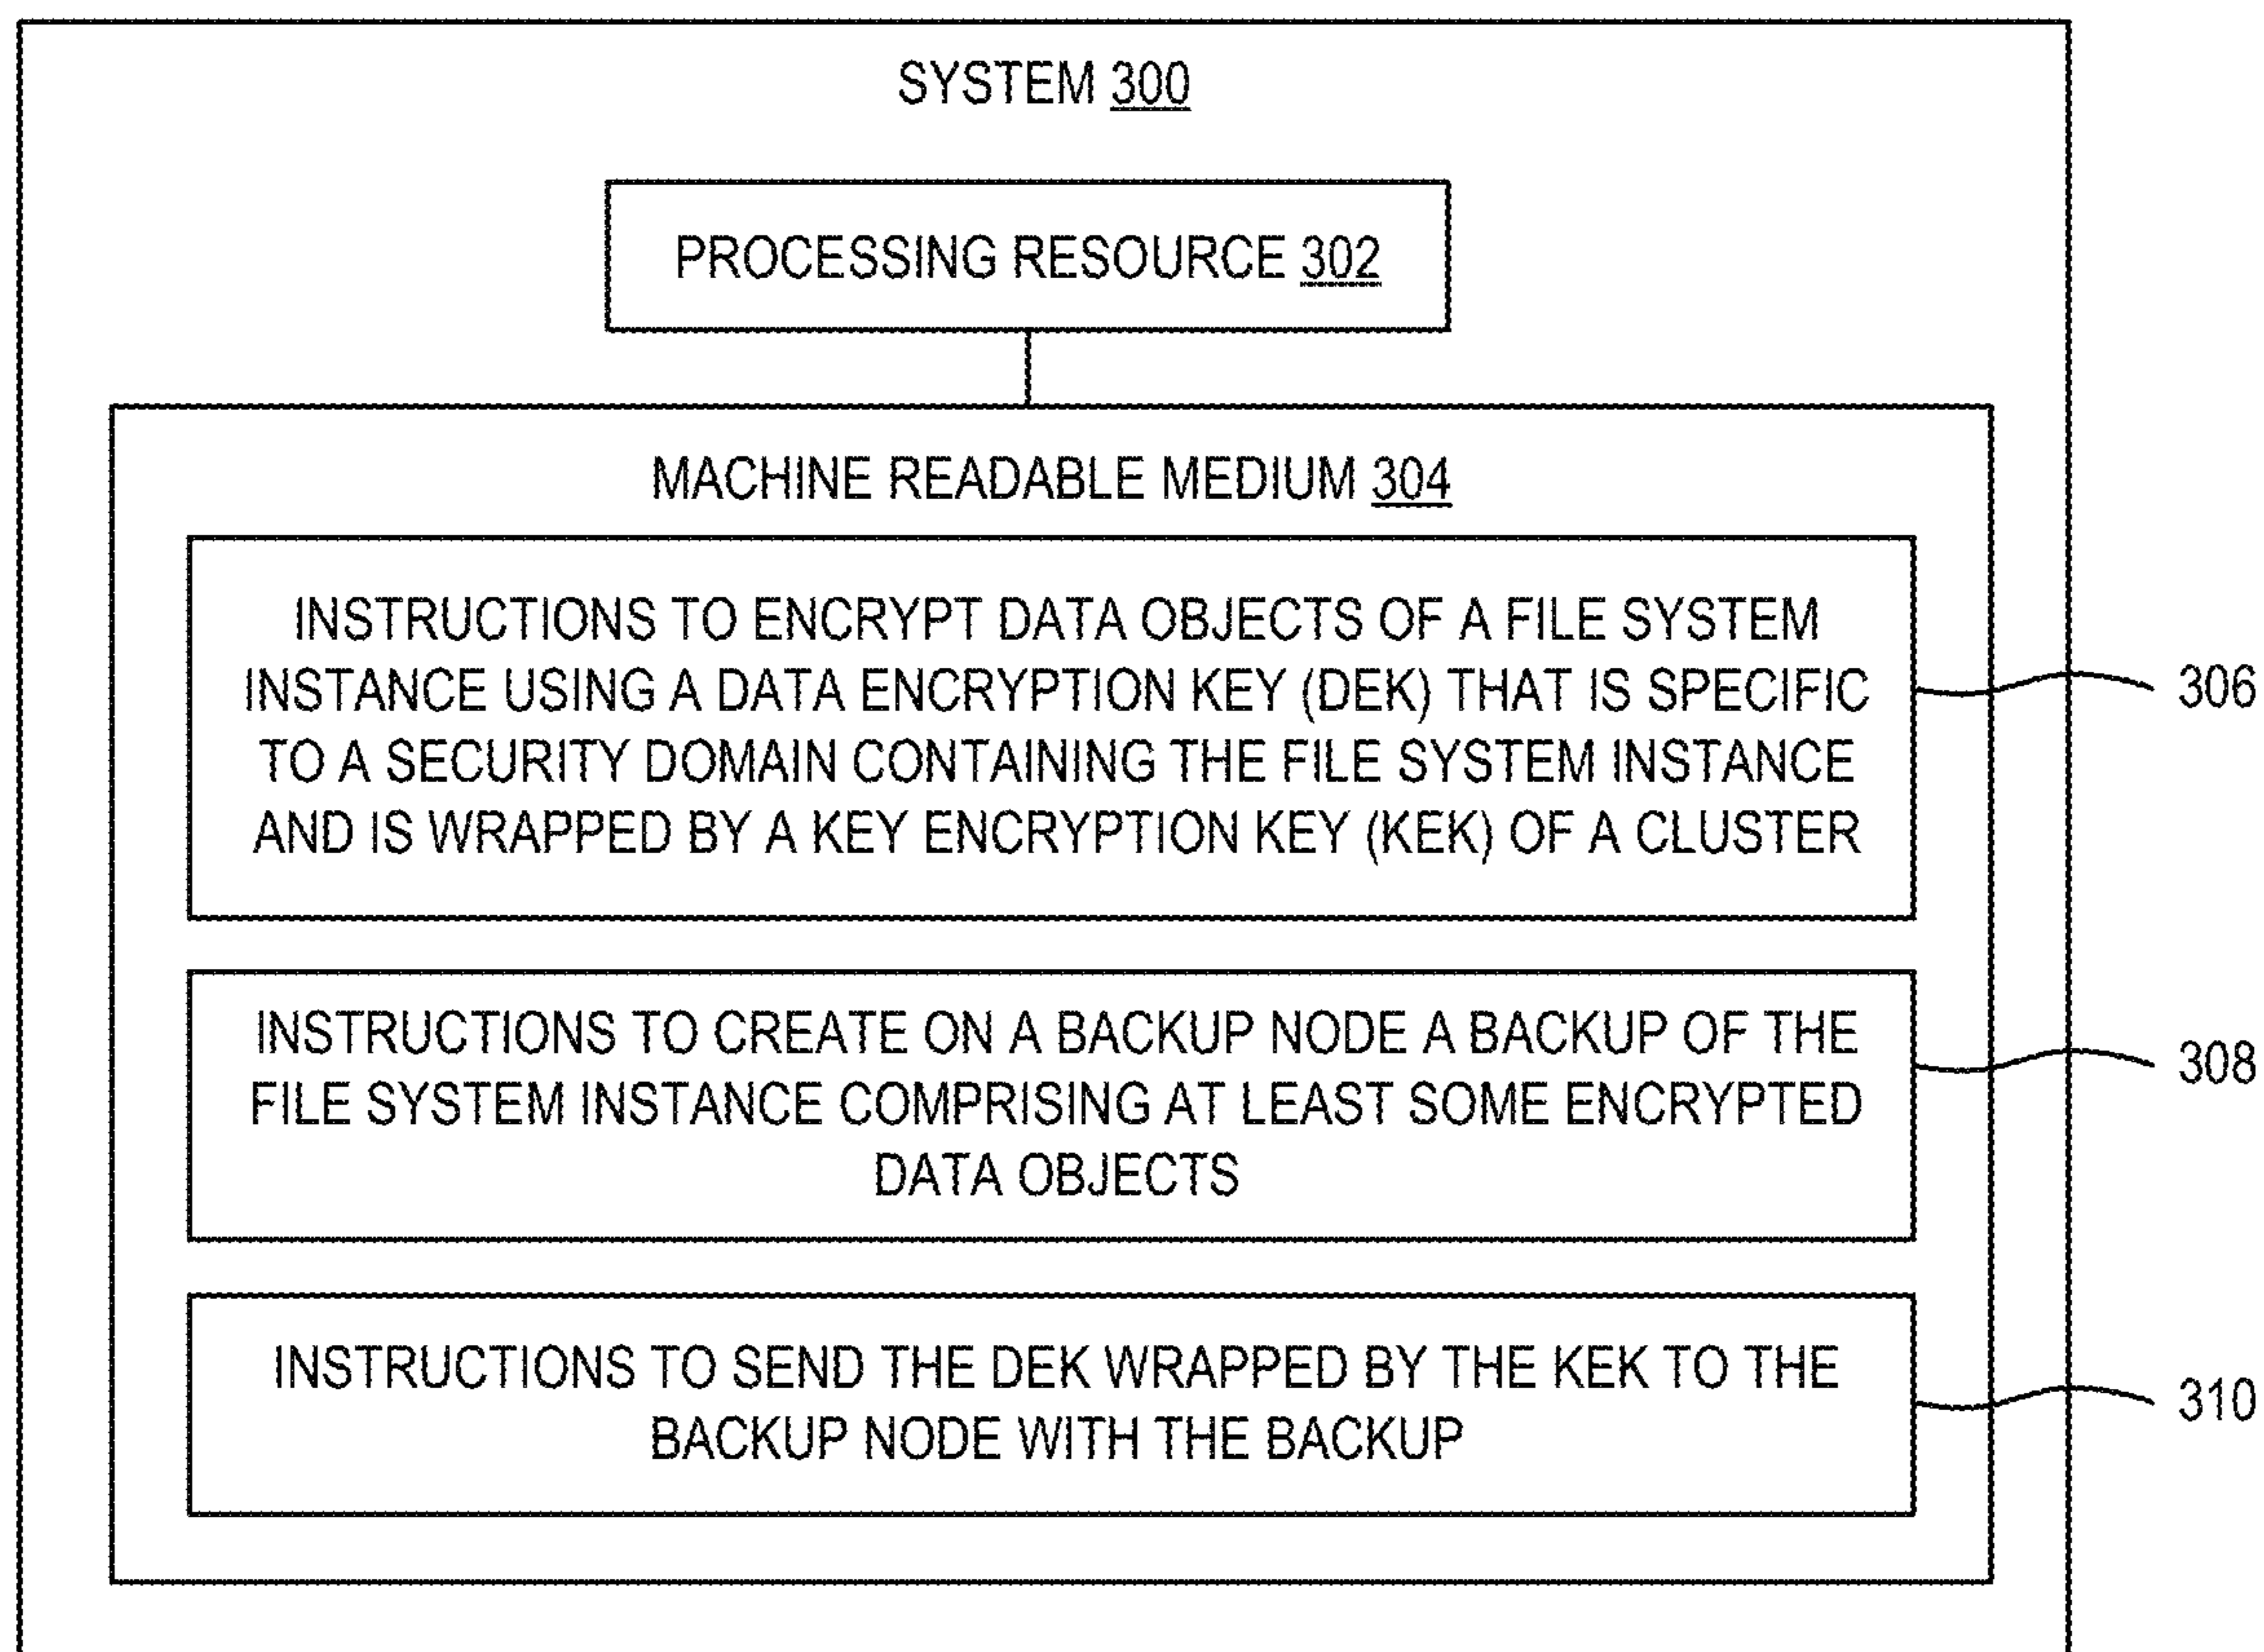 SYSTEM 300
PROCESSING RESOURCE 302
MACHINE READABLE MEDIUM 304
INSTRUCTIONS TO ENCRYPT DATA OBJECTS OF A FILE SYSTEM
INSTANCE USING A DATA ENCRYPTION KEY (DEK) THAT IS SPECIFIC
TO A SECURITY DOMAIN CONTAINING THE FILE SYSTEM INSTANCE
AND IS WRAPPED BY A KEY ENCRYPTION KEY (KEK) OF A CLUSTER
306
INSTRUCTIONS TO CREATE ON A BACKUP NODE A BACKUP OF THE
FILE SYSTEM INSTANCE COMPRISING AT LEAST SOME ENCRYPTED
DATA OBJECTS
308
INSTRUCTIONS TO SEND THE DEK WRAPPED BY THE KEK TO THE
BACKUP NODE WITH THE BACKUP
310